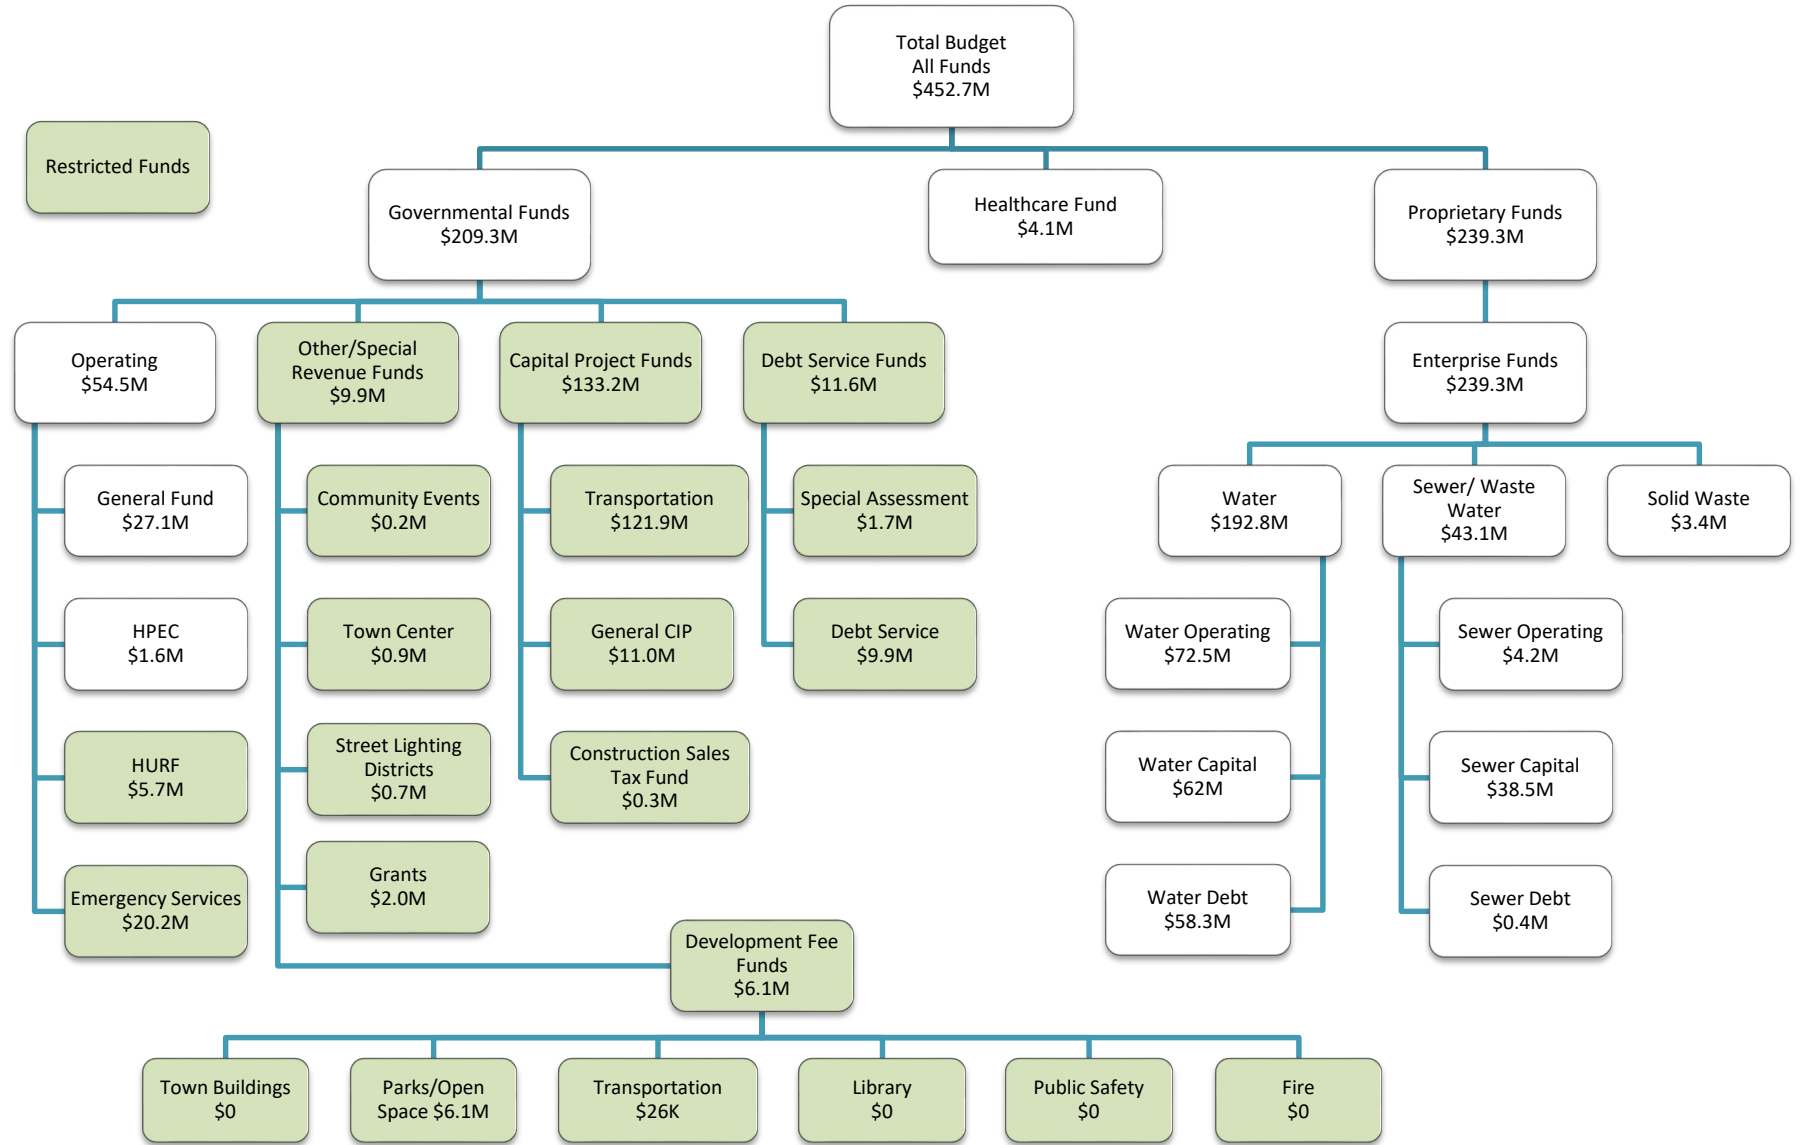 Total Budget
All Funds
$452.7M
Restricted Funds
Governmental Funds
$209.3M
Healthcare Fund
$4.1M
Proprietary Funds
$239.3M
Operating
$54.5M
Other/Special
Revenue Funds
$9.9M
Capital Project Funds
$133.2M
Debt Service Funds
$11.6M
Enterprise Funds
$239.3M
General Fund
$27.1M
Community Events
$0.2M
Transportation
$121.9M
Special Assessment
$1.7M
Water
$192.8M
Sewer/ Waste
Water
$43.1M
Solid Waste
$3.4M
HPEC
$1.6M
Town Center
$0.9M
General CIP
$11.0M
Debt Service
$9.9M
Water Operating
$72.5M
Sewer Operating
$4.2M
HURF
$5.7M
Street Lighting
Districts
$0.7M
Construction Sales
Tax Fund
$0.3M
Water Capital
$62M
Sewer Capital
$38.5M
Emergency Services
$20.2M
Grants
$2.0M
Water Debt
$58.3M
Sewer Debt
$0.4M
Development Fee
Funds
$6.1M
Town Buildings
$0
Parks/Open
Space $6.1M
Transportation
$26K
Library
$0
Public Safety
$0
Fire
$0